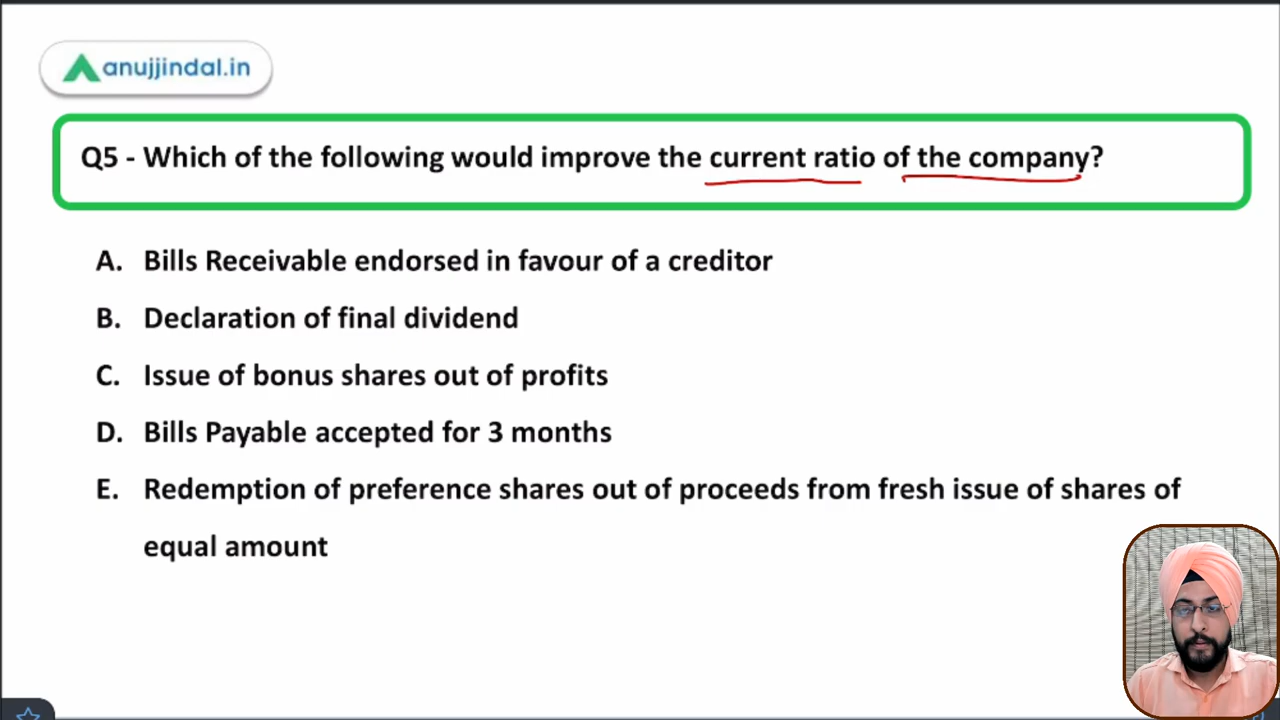 anujjindal.in
Q5 - Which of the following would improve the current ratio of the company?
A. Bills Receivable endorsed in favour of a creditor
B. Declaration of final dividend
C. Issue of bonus shares out of profits
D. Bills Payable accepted for 3 months
E. Redemption of preference shares out of proceeds from fresh issue of shares of
equal amount